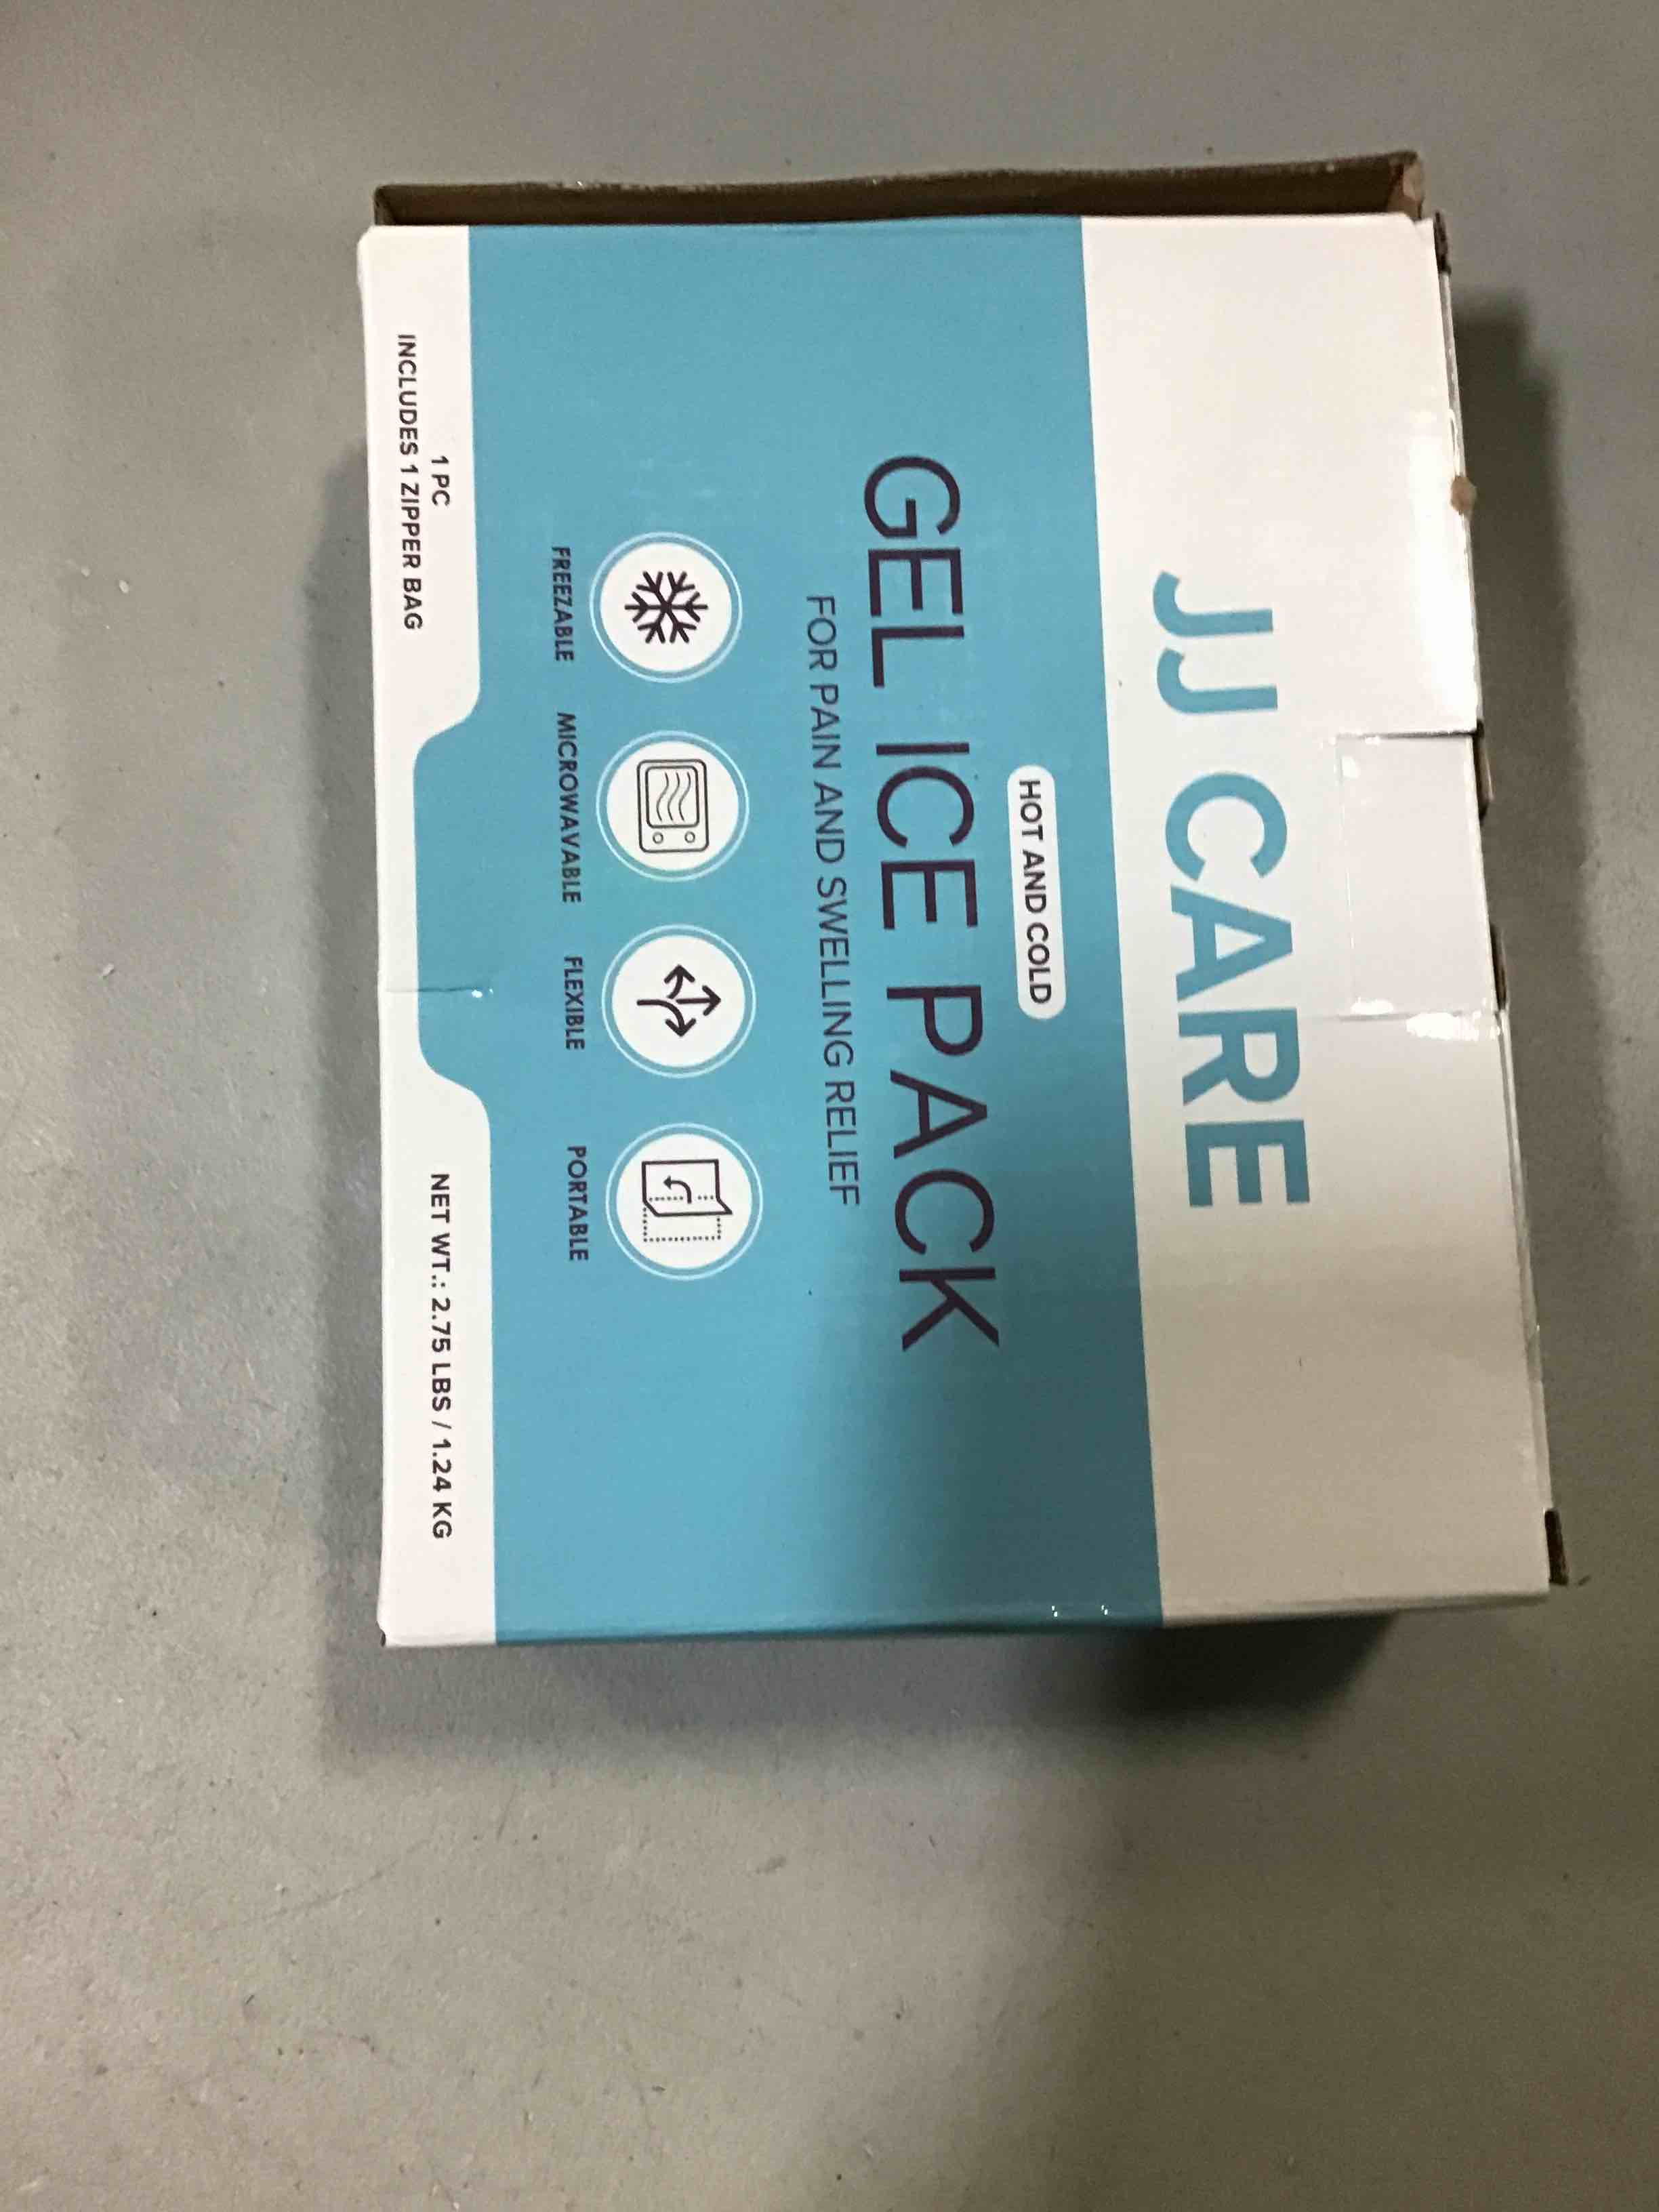 JJ CARE
HOT AND COLD
GEL ICE PACK
FOR PAIN AND SWELLING RELIEF
FREEZABLE
MICROWAVABLE
FLEXIBLE
PORTABLE
1 PC
INCLUDES 1 ZIPPER BAG
NET WT.: 2.75 LBS / 1.24 KG